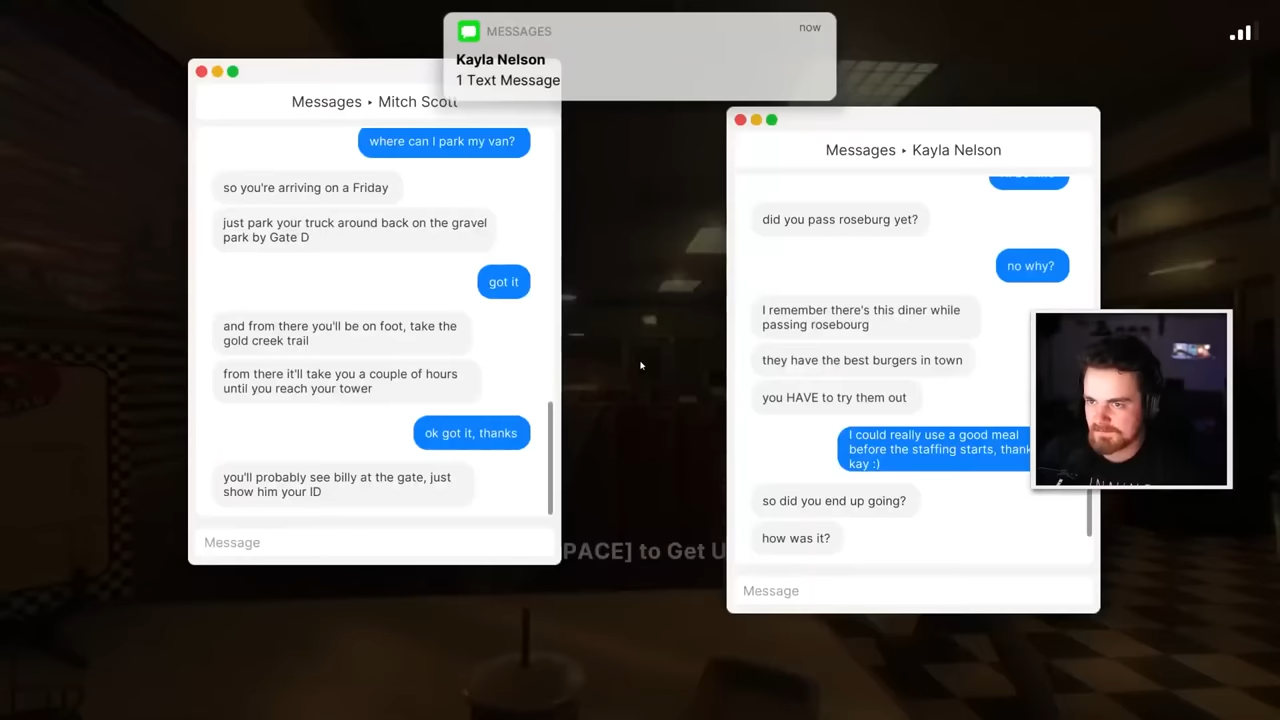 MESSAGES
now
Kayla Nelson
1 Text Message
Messages ▸ Mitch Scott
where can I park my van?
so you're arriving on a Friday
just park your truck around back on the gravel
park by Gate D
got it
and from there you'll be on foot, take the
gold creek trail
from there it'll take you a couple of hours
until you reach your tower
ok got it, thanks
you'll probably see billy at the gate, just
show him your ID
Message
Messages ▸ Kayla Nelson
did you pass roseburg yet?
no why?
I remember there's this diner while
passing rosebourg
they have the best burgers in town
you HAVE to try them out
I could really use a good meal
before the staffing starts, thank
kay :)
so did you end up going?
how was it?
Message
PACE] to Get U